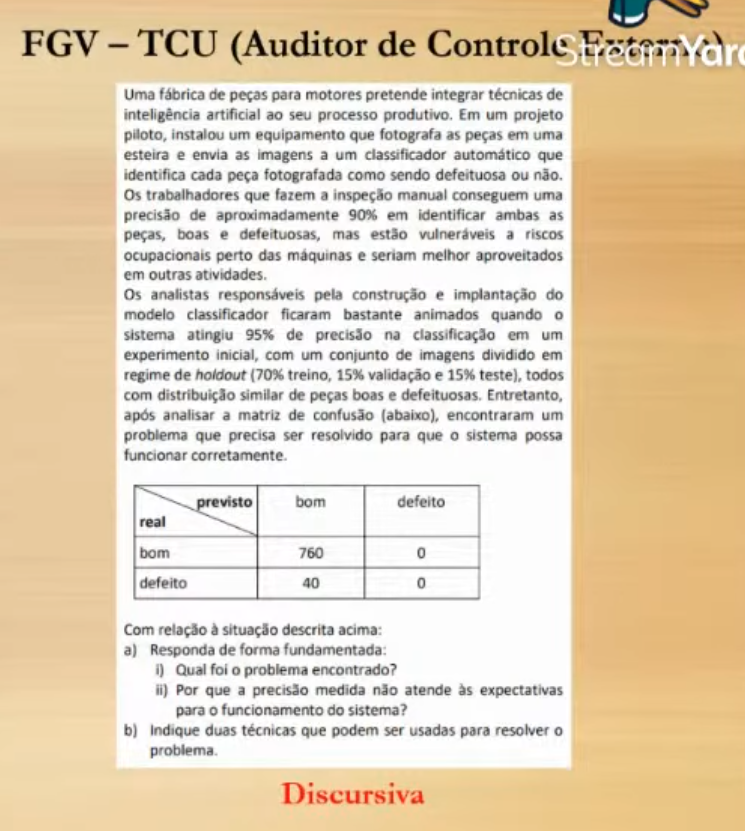 FGV – TCU (Auditor de Controle Externo)
StreamYard
Uma fábrica de peças para motores pretende integrar técnicas de
inteligência artificial ao seu processo produtivo. Em um projeto
piloto, instalou um equipamento que fotografa as peças em uma
esteira e envia as imagens a um classificador automático que
identifica cada peça fotografada como sendo defeituosa ou não.
Os trabalhadores que fazem a inspeção manual conseguem uma
precisão de aproximadamente 90% em identificar ambas as
peças, boas e defeituosas, mas estão vulneráveis a riscos
ocupacionais perto das máquinas e seriam melhor aproveitados
em outras atividades.
Os analistas responsáveis pela construção e implantação do
modelo classificador ficaram bastante animados quando o
sistema atingiu 95% de precisão na classificação em um
experimento inicial, com um conjunto de imagens dividido em
regime de holdout (70% treino, 15% validação e 15% teste), todos
com distribuição similar de peças boas e defeituosas. Entretanto,
após analisar a matriz de confusão (abaixo), encontraram um
problema que precisa ser resolvido para que o sistema possa
funcionar corretamente.
previsto bom defeito
real
bom 760 0
defeito 40 0
Com relação à situação descrita acima:
a) Responda de forma fundamentada:
i) Qual foi o problema encontrado?
ii) Por que a precisão medida não atende às expectativas
para o funcionamento do sistema?
b) Indique duas técnicas que podem ser usadas para resolver o
problema.
Discursiva